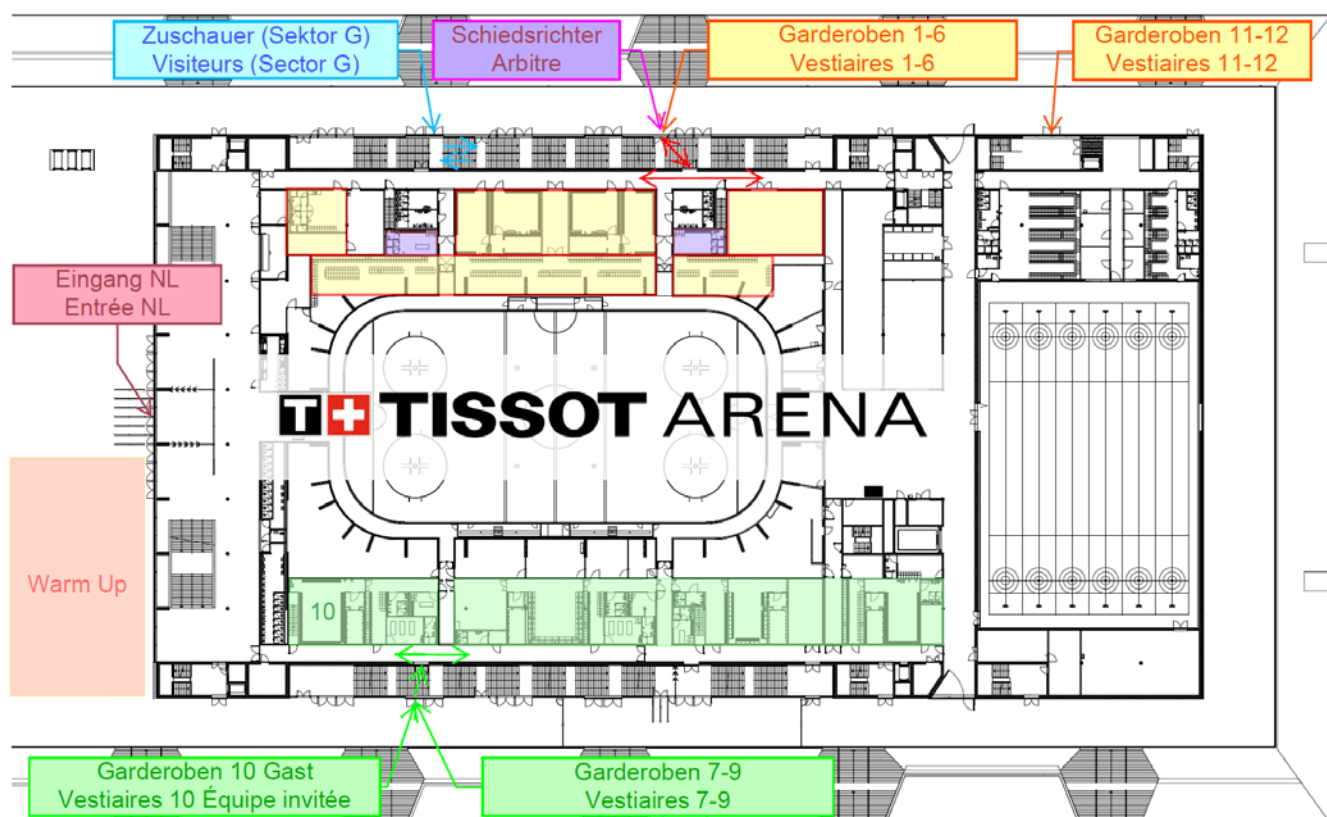 Zuschauer (Sektor G)
Visiteurs (Sector G)
Schiedsrichter
Arbitre
Garderoben 1-6
Vestiaires 1-6
Garderoben 11-12
Vestiaires 11-12
Eingang NL
Entrée NL
T+ TISSOT ARENA
Warm Up
10
Garderoben 10 Gast
Vestiaires 10 Équipe invitée
Garderoben 7-9
Vestiaires 7-9